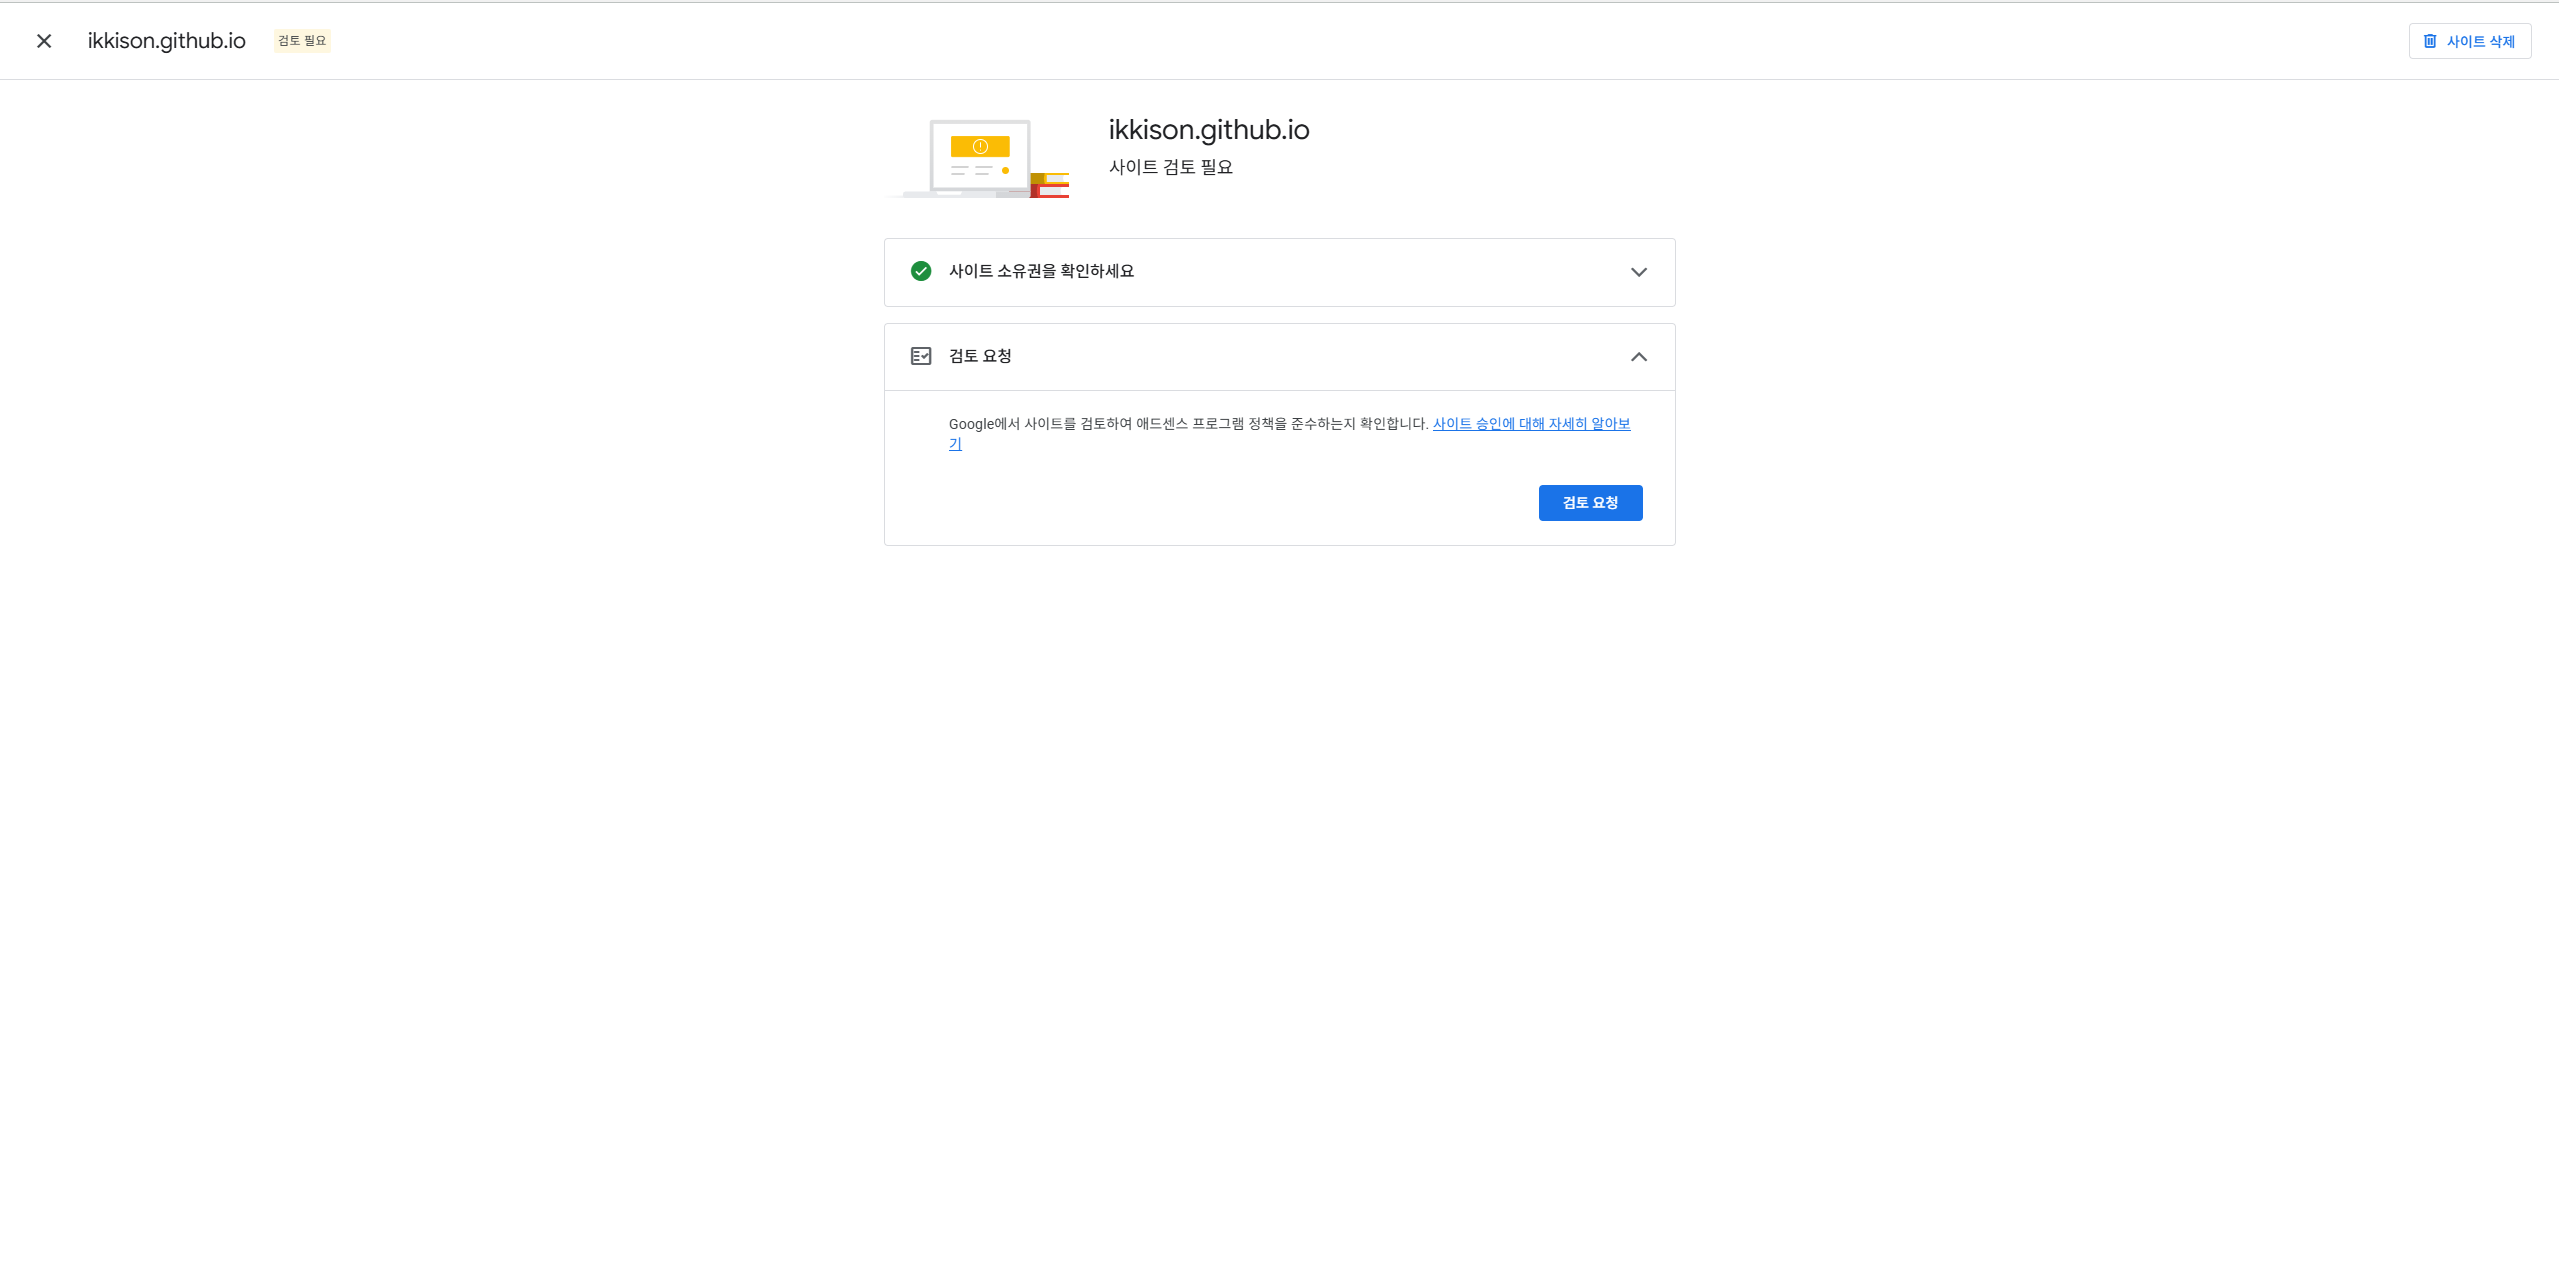 ikkison.github.io 검토 필요
사이트 삭제
ikkison.github.io
사이트 검토 필요
사이트 소유권을 확인하세요
검토 요청
Google에서 사이트를 검토하여 애드센스 프로그램 정책을 준수하는지 확인합니다. 사이트 승인에 대해 자세히 알아보
기
검토 요청